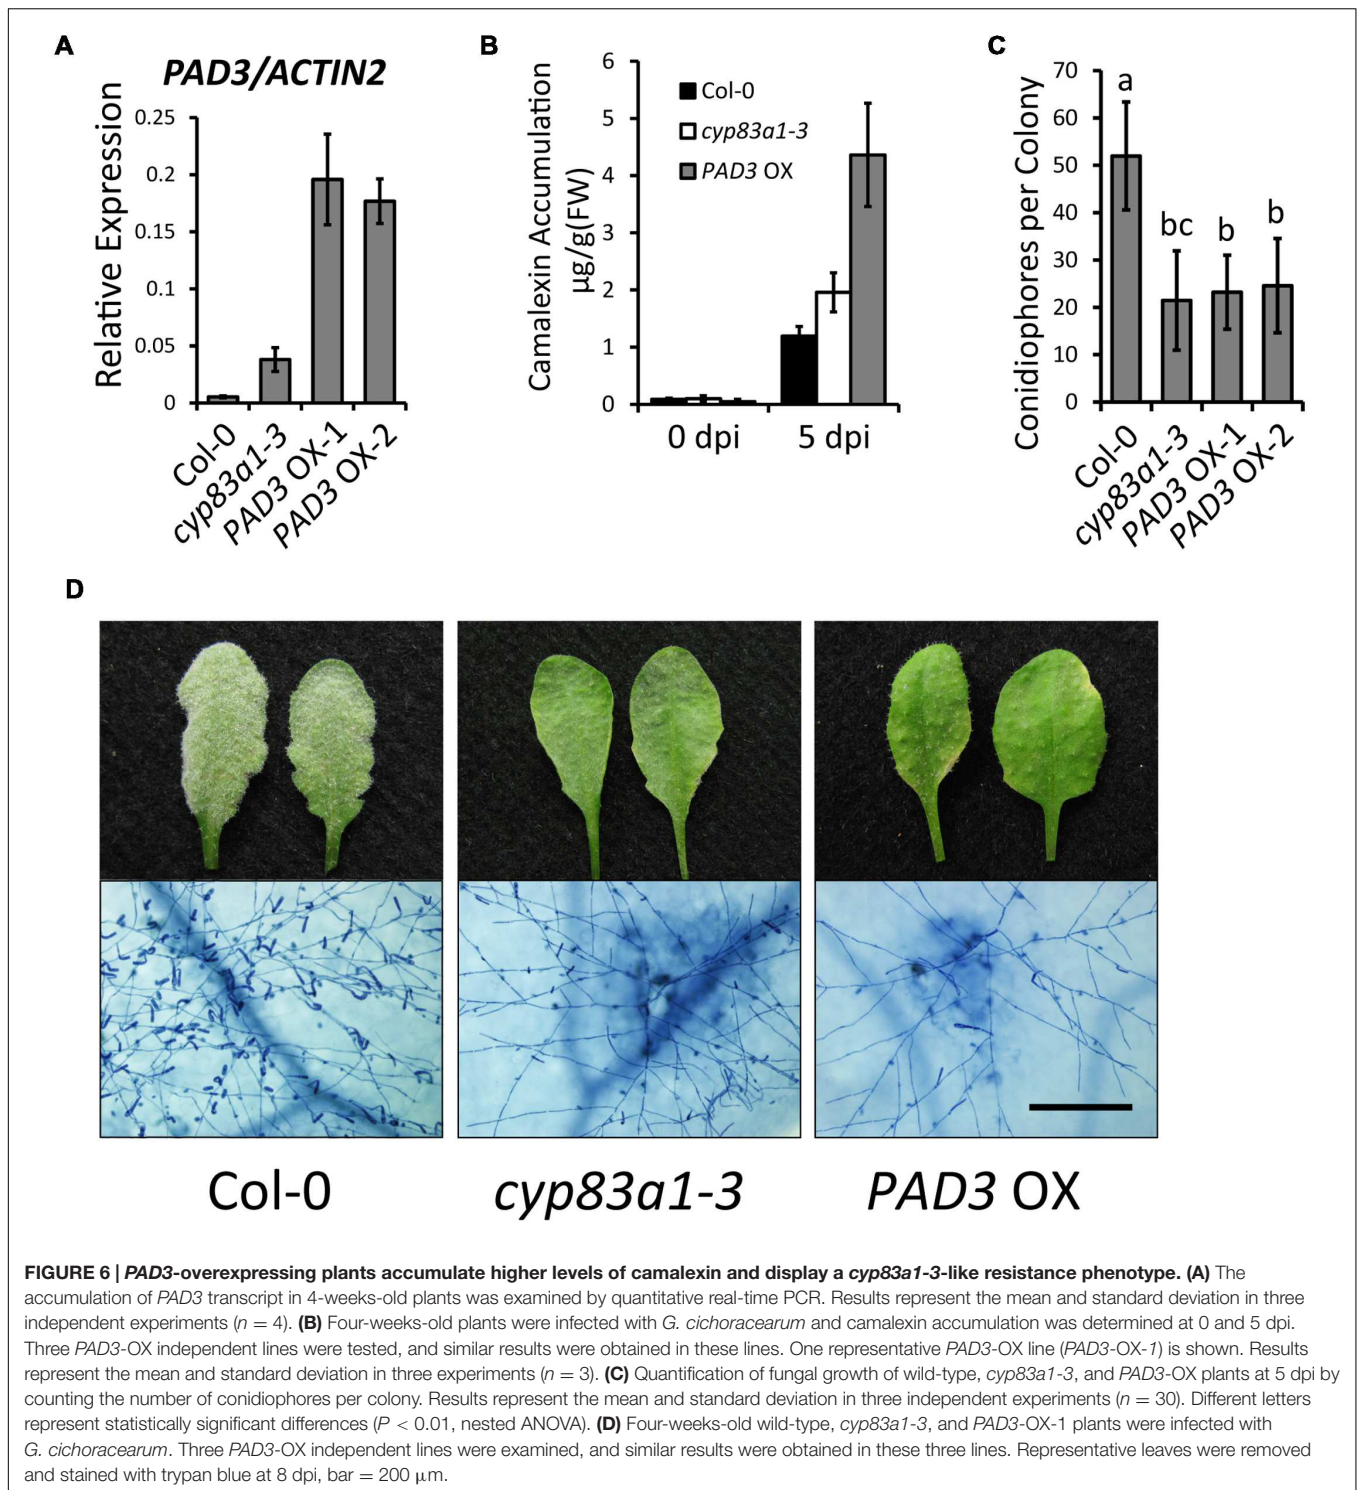 A
PAD3/ACTIN2
Relative Expression
0.25
0.2
0.15
0.1
0.05
0
Col-0
cyp83a1-3
PAD3 OX-1
PAD3 OX-2
B
Camalexin Accumulation
µg/g(FW)
6
5
4
3
2
1
0
Col-0
cyp83a1-3
PAD3 OX
0 dpi
5 dpi
C
Conidiophores per Colony
70
60
50
40
30
20
10
0
a
bc
b
b
Col-0
cyp83a1-3
PAD3 OX-1
PAD3 OX-2
D
Col-0
cyp83a1-3
PAD3 OX
FIGURE 6 | PAD3-overexpressing plants accumulate higher levels of camalexin and display a cyp83a1-3-like resistance phenotype. (A) The
accumulation of PAD3 transcript in 4-weeks-old plants was examined by quantitative real-time PCR. Results represent the mean and standard deviation in three
independent experiments (n = 4). (B) Four-weeks-old plants were infected with G. cichoracearum and camalexin accumulation was determined at 0 and 5 dpi.
Three PAD3-OX independent lines were tested, and similar results were obtained in these lines. One representative PAD3-OX line (PAD3-OX-1) is shown. Results
represent the mean and standard deviation in three experiments (n = 3). (C) Quantification of fungal growth of wild-type, cyp83a1-3, and PAD3-OX plants at 5 dpi by
counting the number of conidiophores per colony. Results represent the mean and standard deviation in three independent experiments (n = 30). Different letters
represent statistically significant differences (P < 0.01, nested ANOVA). (D) Four-weeks-old wild-type, cyp83a1-3, and PAD3-OX-1 plants were infected with
G. cichoracearum. Three PAD3-OX independent lines were examined, and similar results were obtained in these three lines. Representative leaves were removed
and stained with trypan blue at 8 dpi, bar = 200 µm.